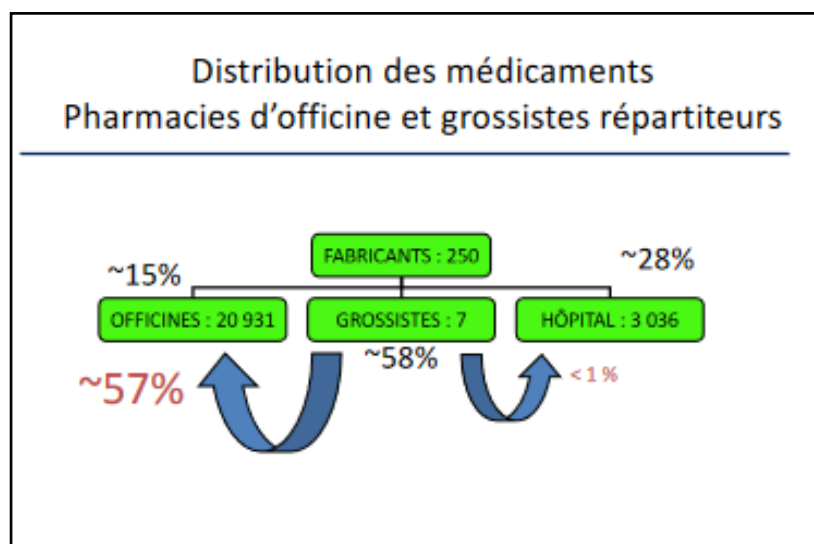 Distribution des médicaments
Pharmacies d'officine et grossistes répartiteurs
FABRICANTS : 250
~15%
~28%
OFFICINES : 20 931
GROSSISTES : 7
HÔPITAL : 3 036
~58%
~57%
< 1 %